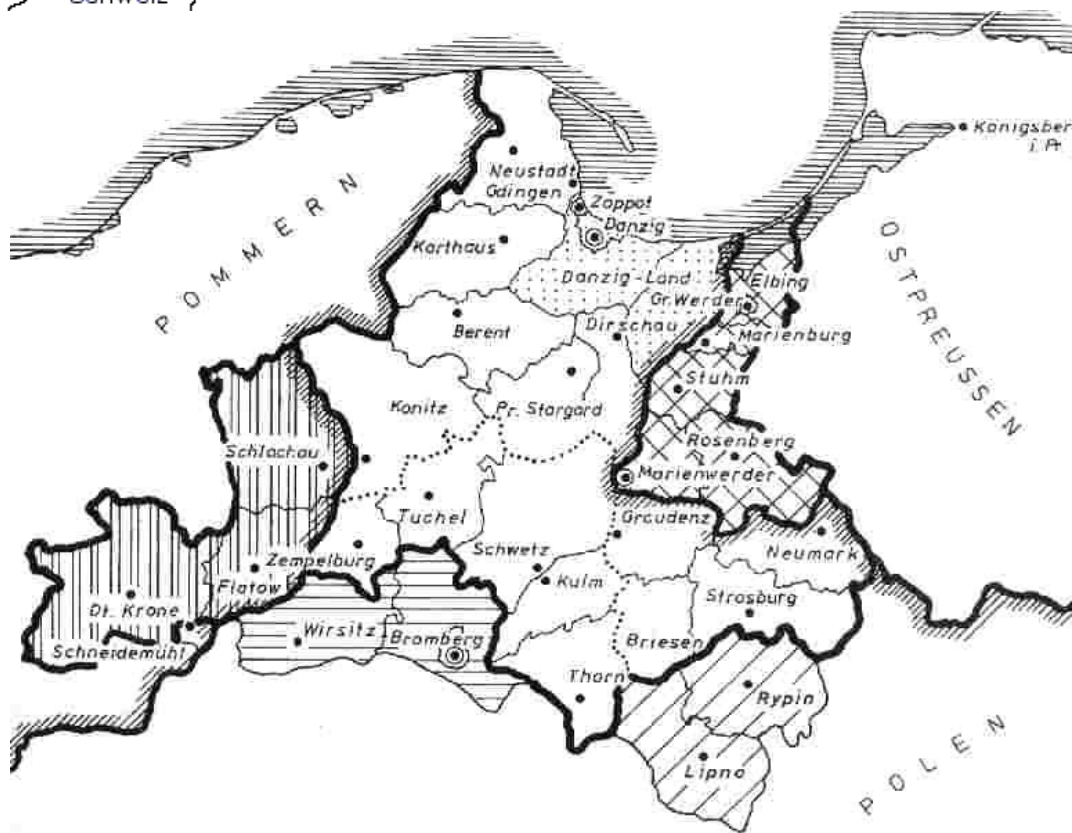 Schweiz
Königsber
i. Pr.
Neustadt
Gdingen
Zoppot
Danzig
POMMERN
Karthaus
OSTPREUSSEN
Danzig-Land
Elbing
Gr. Werder
Berent
Dirschau
Marienburg
Stuhm
Konitz
Pr. Stargard
Rosenberg
Schlochau
Marienwerder
Tuchel
Graudenz
Zempelburg
Schwetz
Neumark
Flatow
Kulm
Dt. Krone
Strasburg
Schneidemühl
Wirsitz
Bromberg
Briesen
Thorn
Rypin
Lipno
POLEN